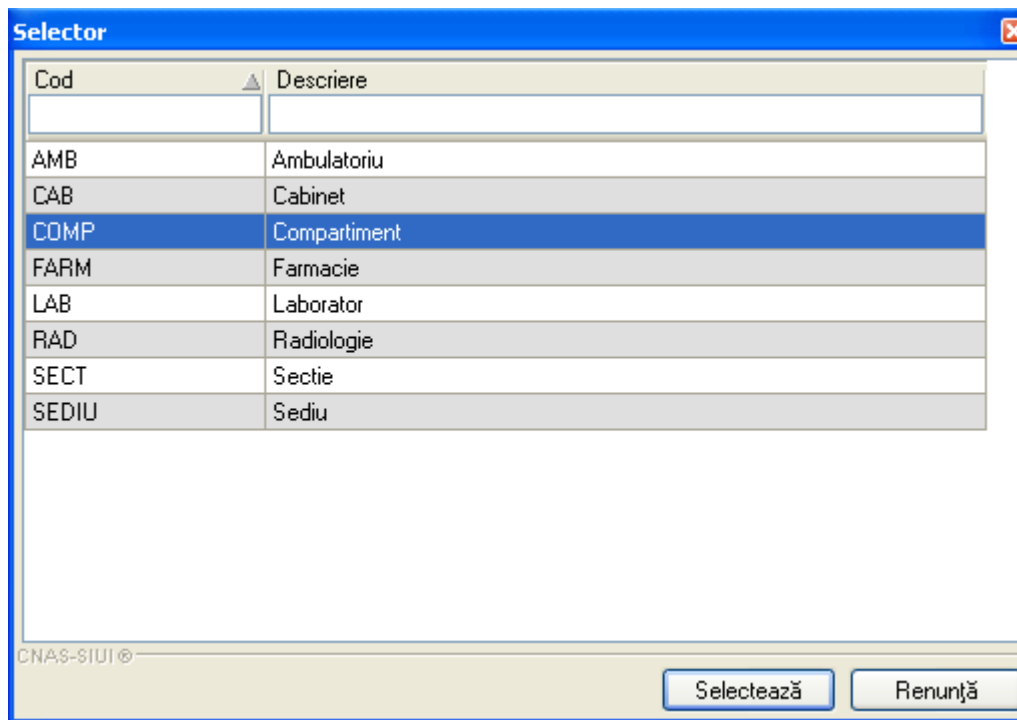 Selector
Cod Descriere
AMB Ambulatoriu
CAB Cabinet
COMP Compartiment
FARM Farmacie
LAB Laborator
RAD Radiologie
SECT Sectie
SEDIU Sediu
CNAS-SIUI®
Selectează Renunţă